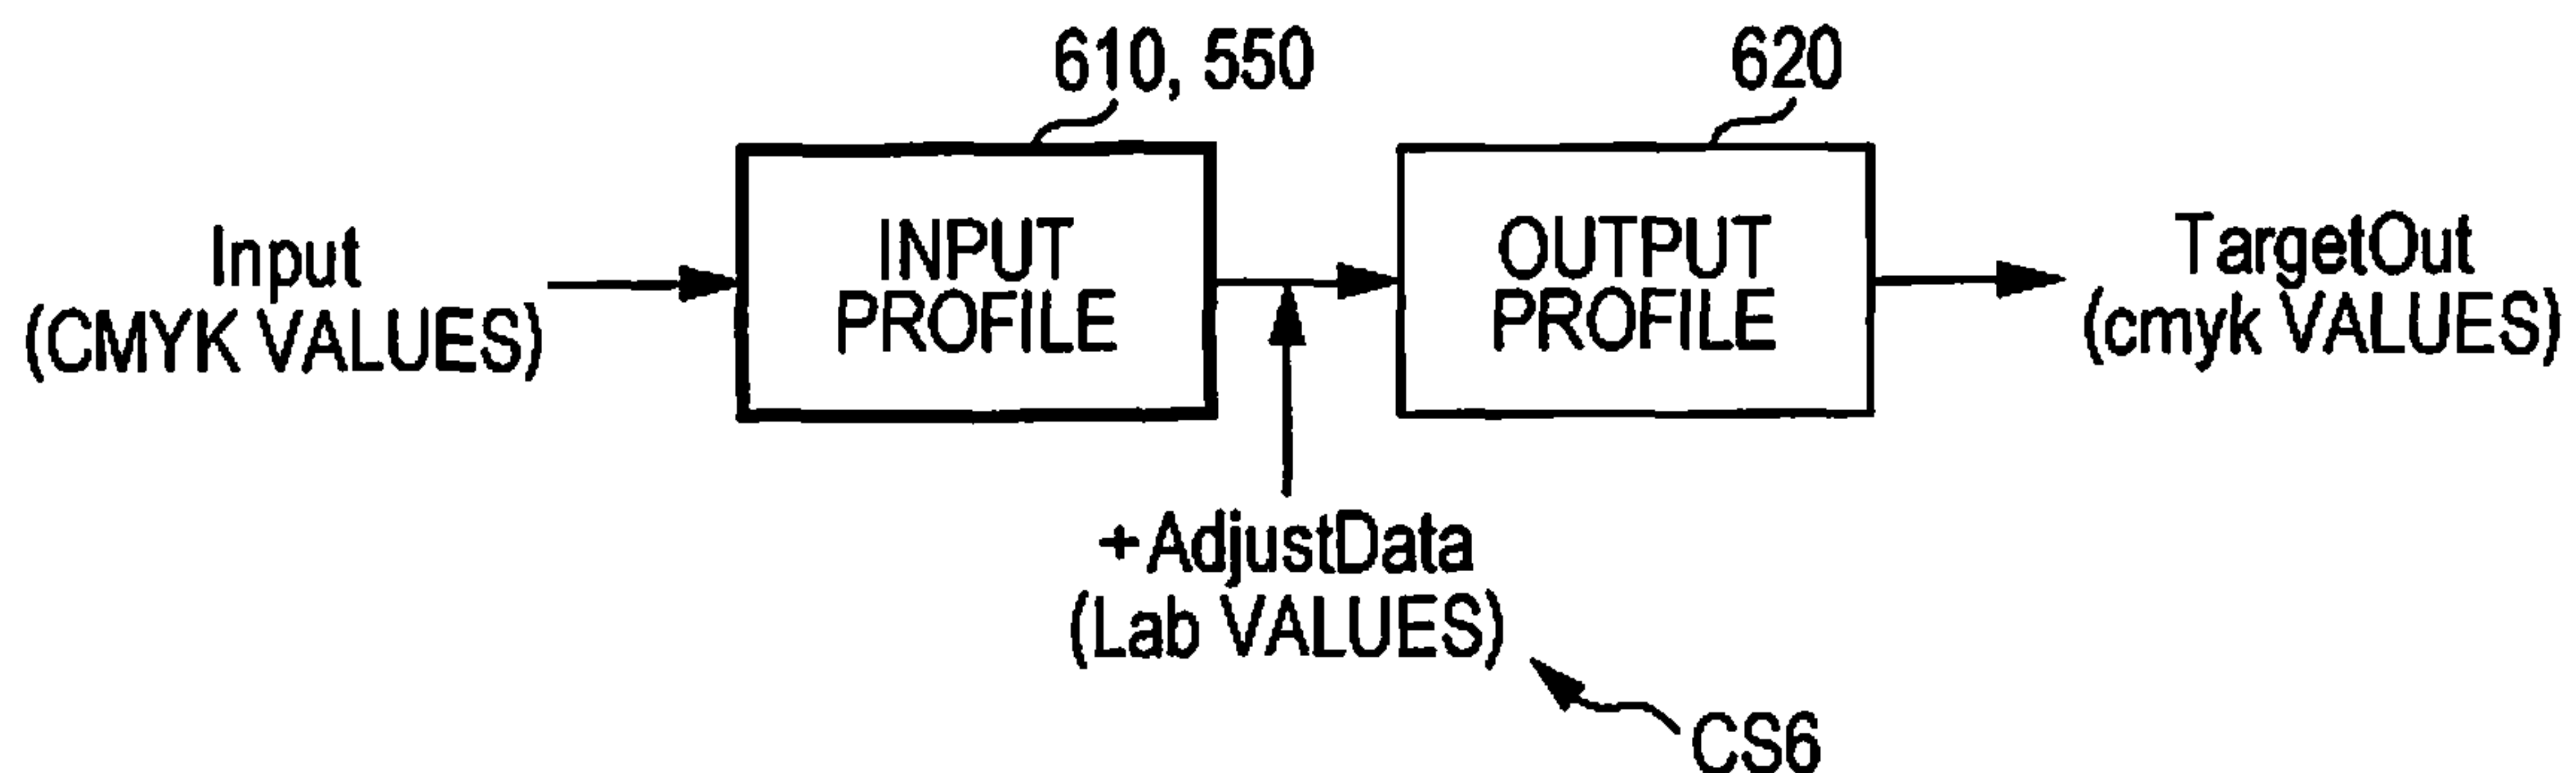 610, 550
620
Input
(CMYK VALUES)
INPUT
PROFILE
OUTPUT
PROFILE
TargetOut
(cmyk VALUES)
+AdjustData
(Lab VALUES)
CS6